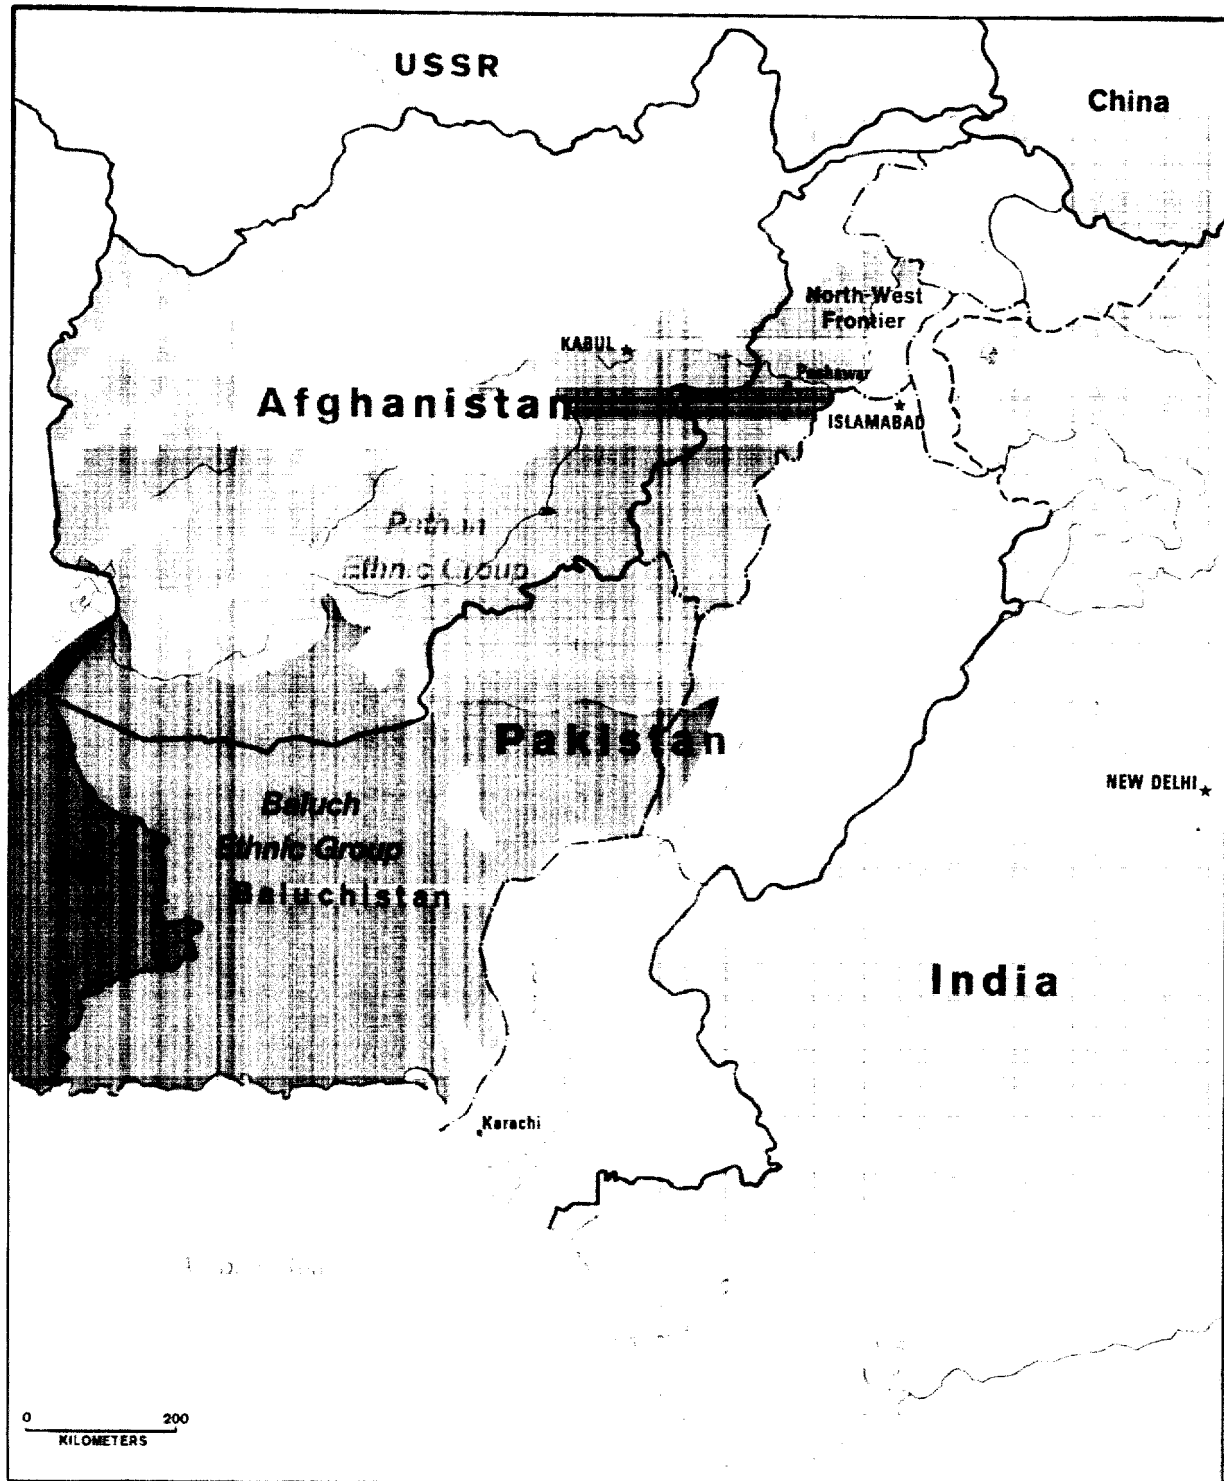 USSR
China
North-West
Frontier
KABUL
Peshawar
Afghanistan
ISLAMABAD
Pathan
Ethnic Group
Pakistan
NEW DELHI
Baluch
Ethnic Group
Baluchistan
India
Karachi
0 200
KILOMETERS